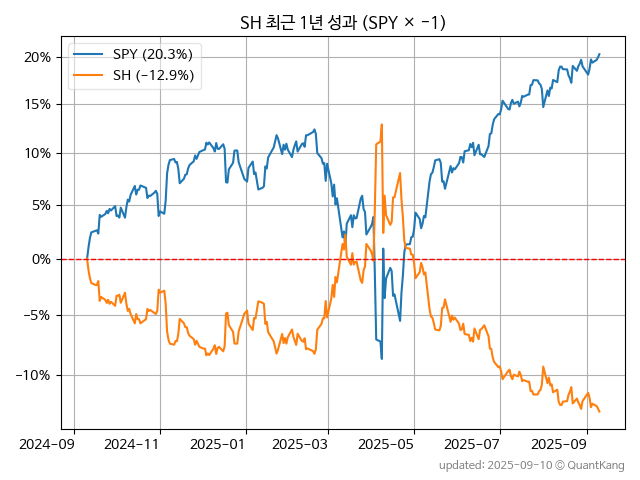 SH 최근 1년 성과 (SPY × −1)
SPY (20.3%)
SH (−12.9%)
20%
15%
10%
5%
0%
−5%
−10%
2024-09 2024-11 2025-01 2025-03 2025-05 2025-07 2025-09
updated: 2025-09-10 © QuantKang